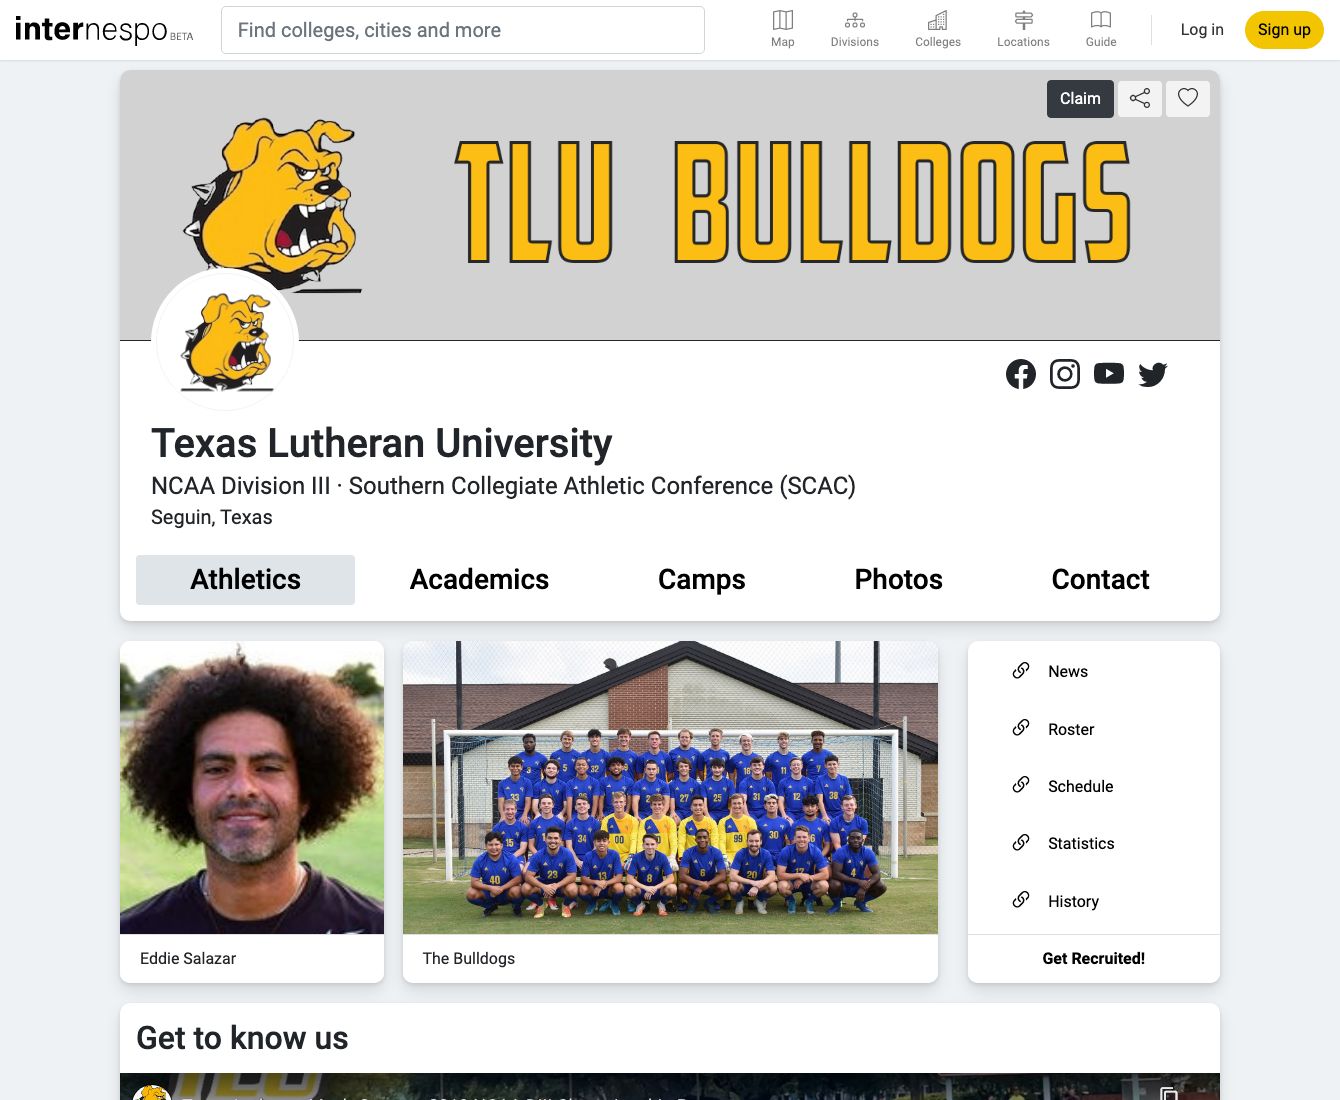 internespo BETA
Find colleges, cities and more
Map
Divisions
Colleges
Locations
Guide
Log in
Sign up
Claim
TLU BULLDOGS
Texas Lutheran University
NCAA Division III · Southern Collegiate Athletic Conference (SCAC)
Seguin, Texas
Athletics
Academics
Camps
Photos
Contact
Eddie Salazar
The Bulldogs
News
Roster
Schedule
Statistics
History
Get Recruited!
Get to know us